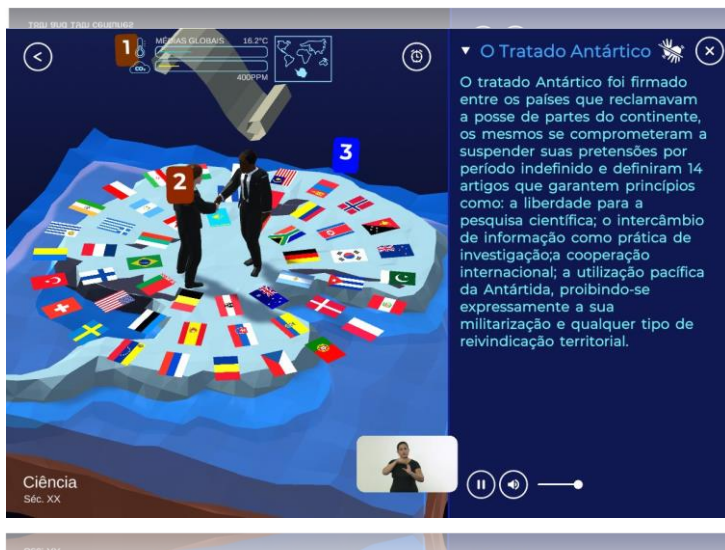 1
MÉDIAS GLOBAIS 16.2°C
CO₂
400PPM
2
3
Ciência
Séc. XX
▼ O Tratado Antártico
O tratado Antártico foi firmado
entre os países que reclamavam
a posse de partes do continente,
os mesmos se comprometeram a
suspender suas pretensões por
período indefinido e definiram 14
artigos que garantem princípios
como: a liberdade para a
pesquisa científica; o intercâmbio
de informação como prática de
investigação;a cooperação
internacional; a utilização pacífica
da Antártida, proibindo-se
expressamente a sua
militarização e qualquer tipo de
reivindicação territorial.